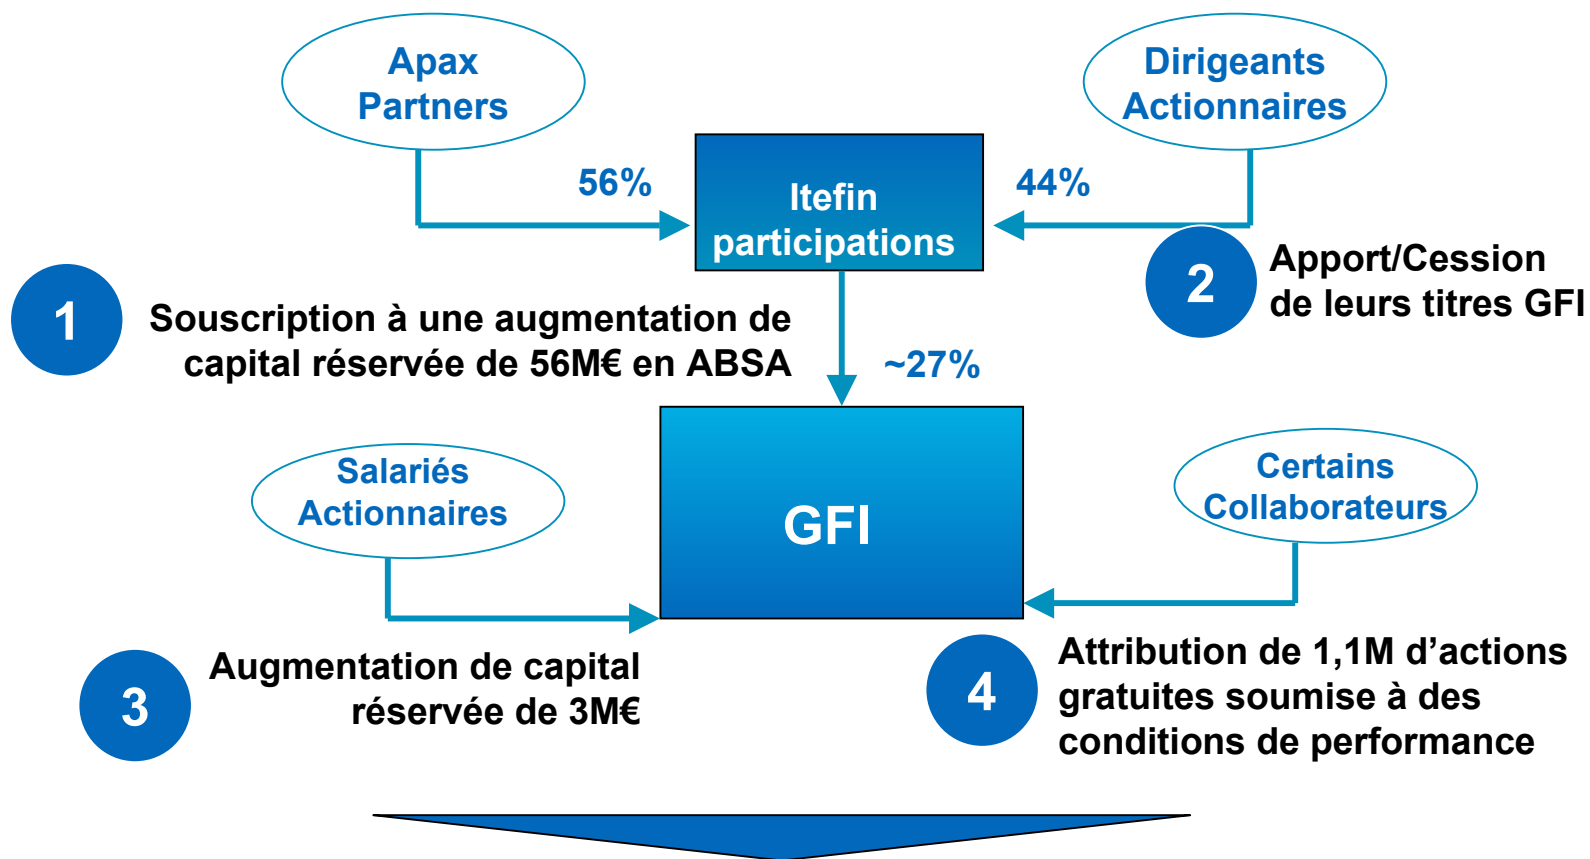 Apax
Partners
Dirigeants
Actionnaires
56%
Itefin
participations
44%
1
Souscription à une augmentation de
capital réservée de 56M€ en ABSA
2
Apport/Cession
de leurs titres GFI
~27%
Salariés
Actionnaires
GFI
Certains
Collaborateurs
3
Augmentation de capital
réservée de 3M€
4
Attribution de 1,1M d’actions
gratuites soumise à des
conditions de performance